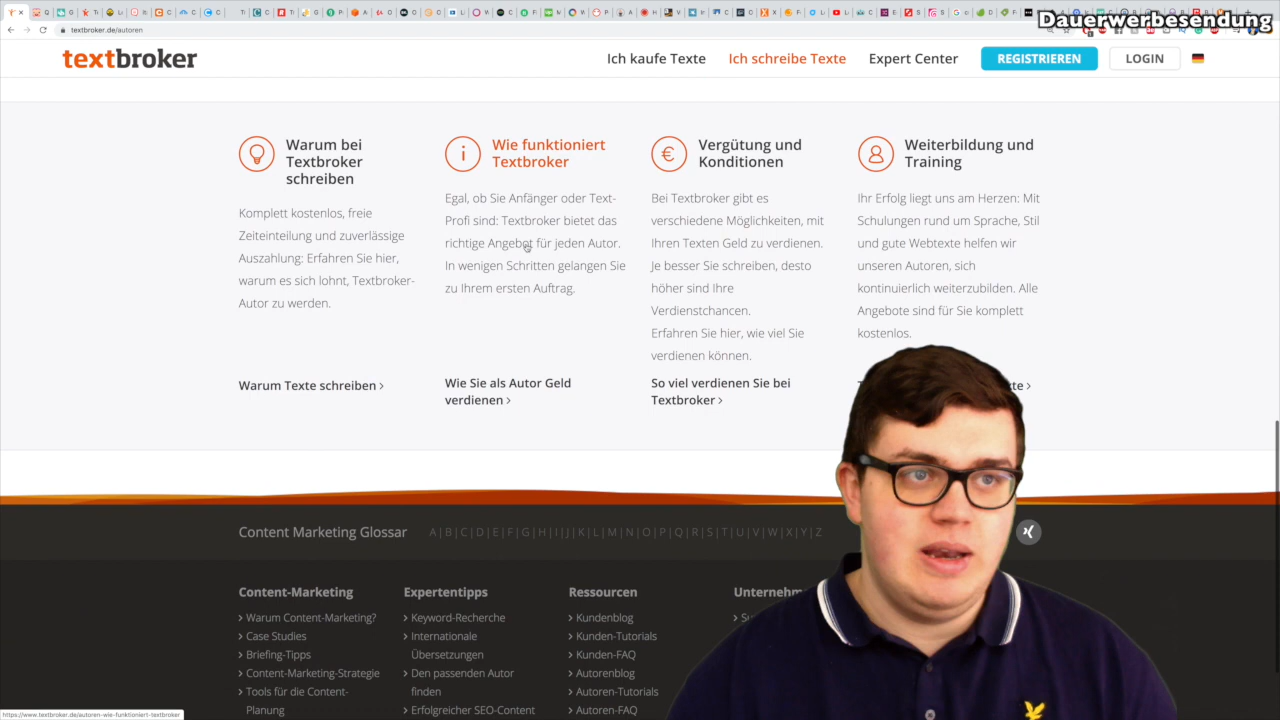 Dauerwerbesendung
textbroker.de/autoren
textbroker
Ich kaufe Texte
Ich schreibe Texte
Expert Center
REGISTRIEREN
LOGIN
Warum bei
Textbroker
schreiben
Komplett kostenlos, freie
Zeiteinteilung und zuverlässige
Auszahlung: Erfahren Sie hier,
warum es sich lohnt, Textbroker-
Autor zu werden.
Warum Texte schreiben ›
Wie funktioniert
Textbroker
Egal, ob Sie Anfänger oder Text-
Profi sind: Textbroker bietet das
richtige Angebot für jeden Autor.
In wenigen Schritten gelangen Sie
zu Ihrem ersten Auftrag.
Wie Sie als Autor Geld
verdienen ›
Vergütung und
Konditionen
Bei Textbroker gibt es
verschiedene Möglichkeiten, mit
Ihren Texten Geld zu verdienen.
Je besser Sie schreiben, desto
höher sind Ihre
Verdienstchancen.
Erfahren Sie hier, wie viel Sie
verdienen können.
So viel verdienen Sie bei
Textbroker ›
Weiterbildung und
Training
Ihr Erfolg liegt uns am Herzen: Mit
Schulungen rund um Sprache, Stil
und gute Webtexte helfen wir
unseren Autoren, sich
kontinuierlich weiterzubilden. Alle
Angebote sind für Sie komplett
kostenlos.
Content Marketing Glossar
A | B | C | D | E | F | G | H | I | J | K | L | M | N | O | P | Q | R | S | T | U | V | W | X | Y | Z
Content-Marketing
› Warum Content-Marketing?
› Case Studies
› Briefing-Tipps
› Content-Marketing-Strategie
› Tools für die Content-
Planung
Expertentipps
› Keyword-Recherche
› Internationale
Übersetzungen
› Den passenden Autor
finden
› Erfolgreicher SEO-Content
Ressourcen
› Kundenblog
› Kunden-Tutorials
› Kunden-FAQ
› Autorenblog
› Autoren-Tutorials
› Autoren-FAQ
https://www.textbroker.de/autoren-wie-funktioniert-textbroker